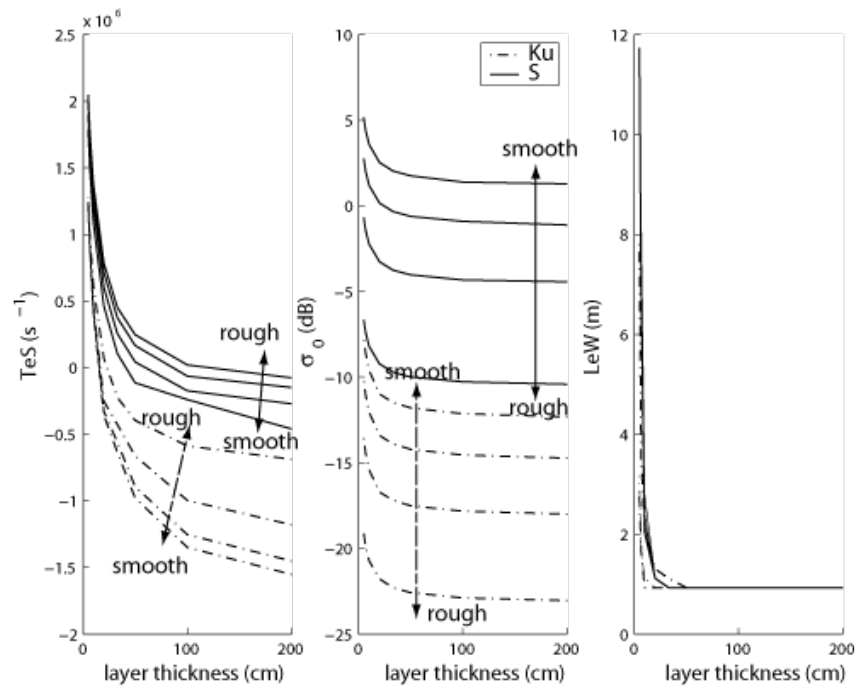 x 10 6
2.5
2
1.5
1
0.5
0
−0.5
−1
−1.5
−2
TeS (s −1)
rough
smooth
rough
smooth
0
100
200
layer thickness (cm)
10
5
0
−5
−10
−15
−20
−25
σ 0 (dB)
Ku
S
smooth
rough
smooth
rough
0
100
200
layer thickness (cm)
12
10
8
6
4
2
0
LeW (m)
0
100
200
layer thickness (cm)